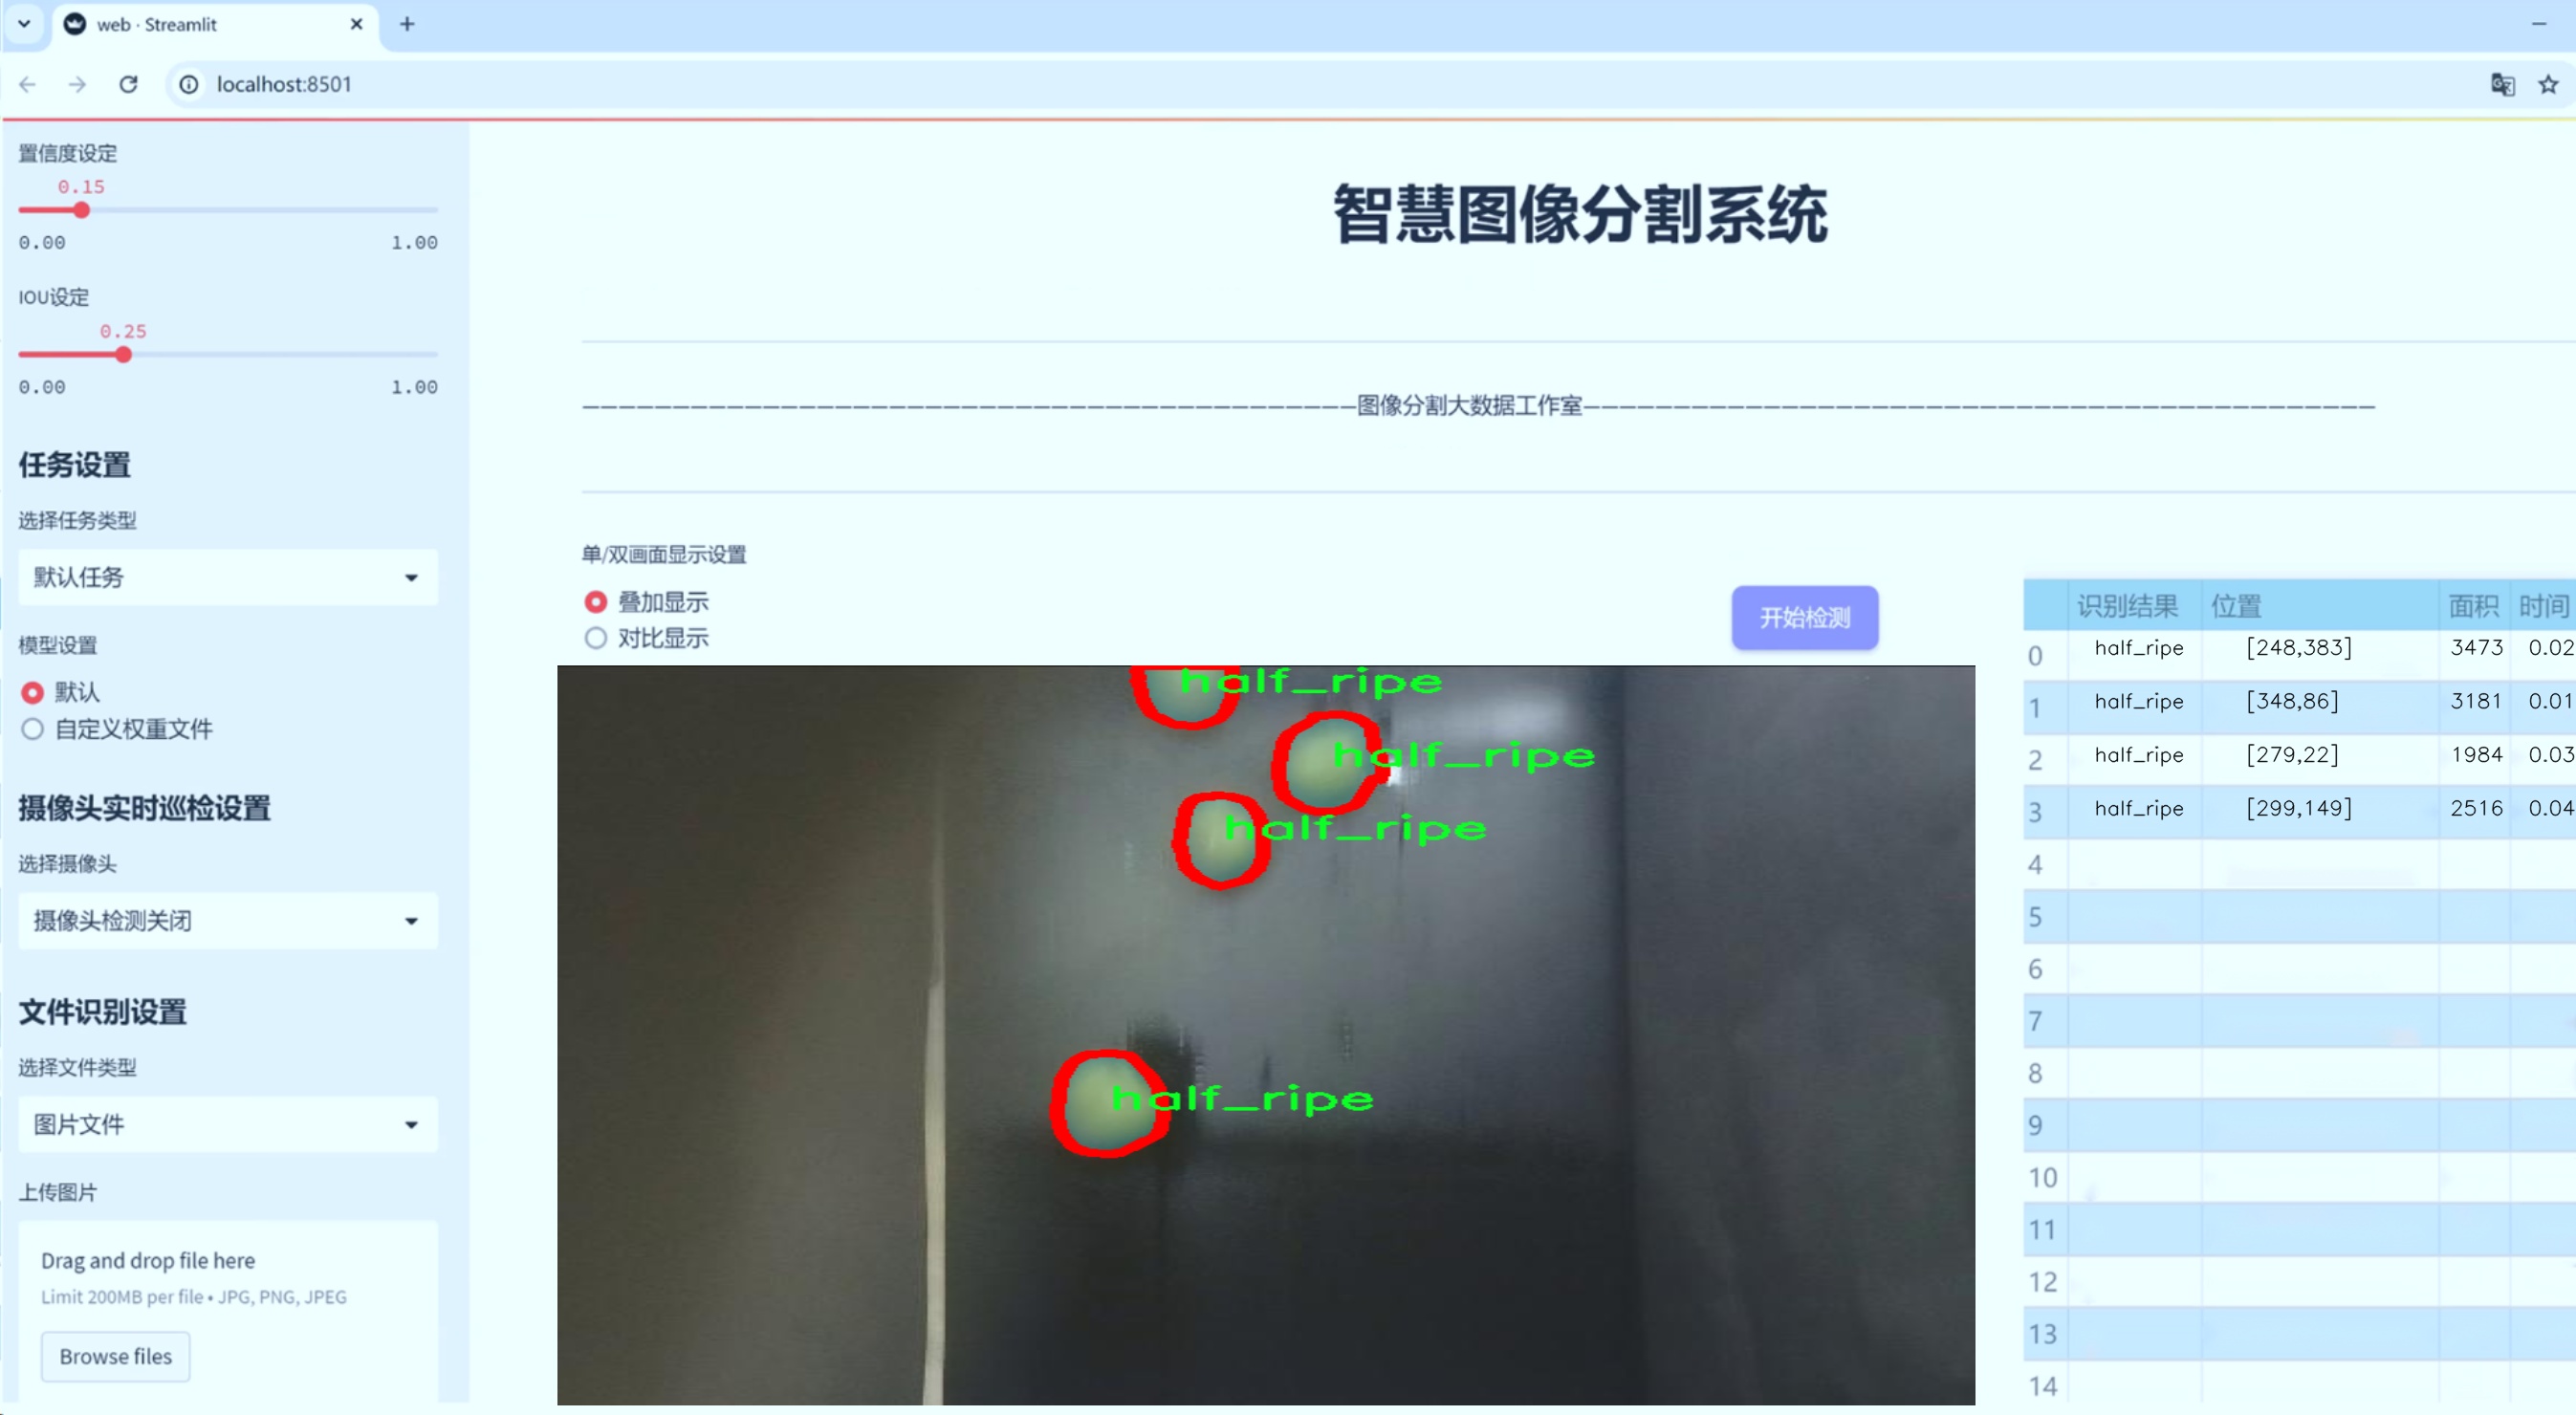 web · Streamlit
localhost:8501
置信度设定
0.15
0.00 1.00
IOU设定
0.25
0.00 1.00
任务设置
选择任务类型
默认任务
模型设置
默认
自定义权重文件
摄像头实时巡检设置
选择摄像头
摄像头检测关闭
文件识别设置
选择文件类型
图片文件
上传图片
Drag and drop file here
Limit 200MB per file • JPG, PNG, JPEG
Browse files
智慧图像分割系统
图像分割大数据工作室
单/双画面显示设置
叠加显示
对比显示
开始检测
half_ripe
half_ripe
half_ripe
half_ripe
识别结果 位置 面积 时间
0 half_ripe [248,383] 3473 0.02
1 half_ripe [348,86] 3181 0.01
2 half_ripe [279,22] 1984 0.03
3 half_ripe [299,149] 2516 0.04
4
5
6
7
8
9
10
11
12
13
14